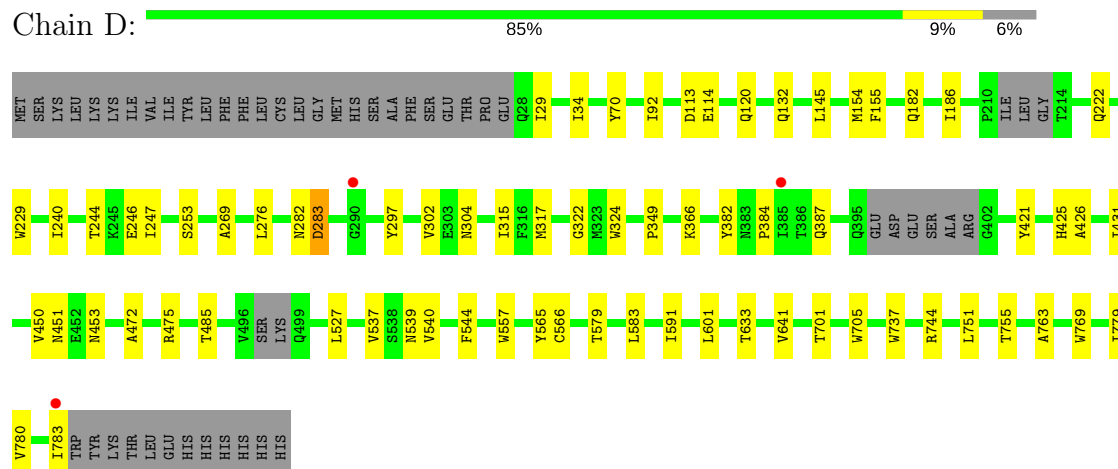 Chain D:
85% 9% 6%
MET SER LYS LEU LYS LYS ILE VAL ILE TYR LEU PHE PHE LEU CYS LEU GLY MET HIS SER SER ALA PHE SER GLU THR PRO GLU Q28 I29 I34 Y70 I92 D113 E114 Q120 Q132 L145 M154 F155 Q182 I186 P210 ILE LEU GLY T214 Q222
W229 I240 T244 K245 E246 I247 S253 A269 L276 N282 D283 G290 Y297 V302 E303 N304 I315 F316 M317 G322 M323 W324 P349 K366 Y382 N383 P384 I385 T386 Q387 Q395 GLU ASP GLU SER ALA ARG G402 Y421 H425 A426
V450 N451 E452 N453 A472 R475 T485 V496 SER LYS Q499 L527 V537 S538 N539 V540 F544 W557 Y565 C566 T579 L583 I591 L601 T633 V641 T701 W705 W737 R744 L751 T755 A763 W769
V780 I783 TRP TYR LYS THR LEU GLU HIS HIS HIS HIS HIS HIS